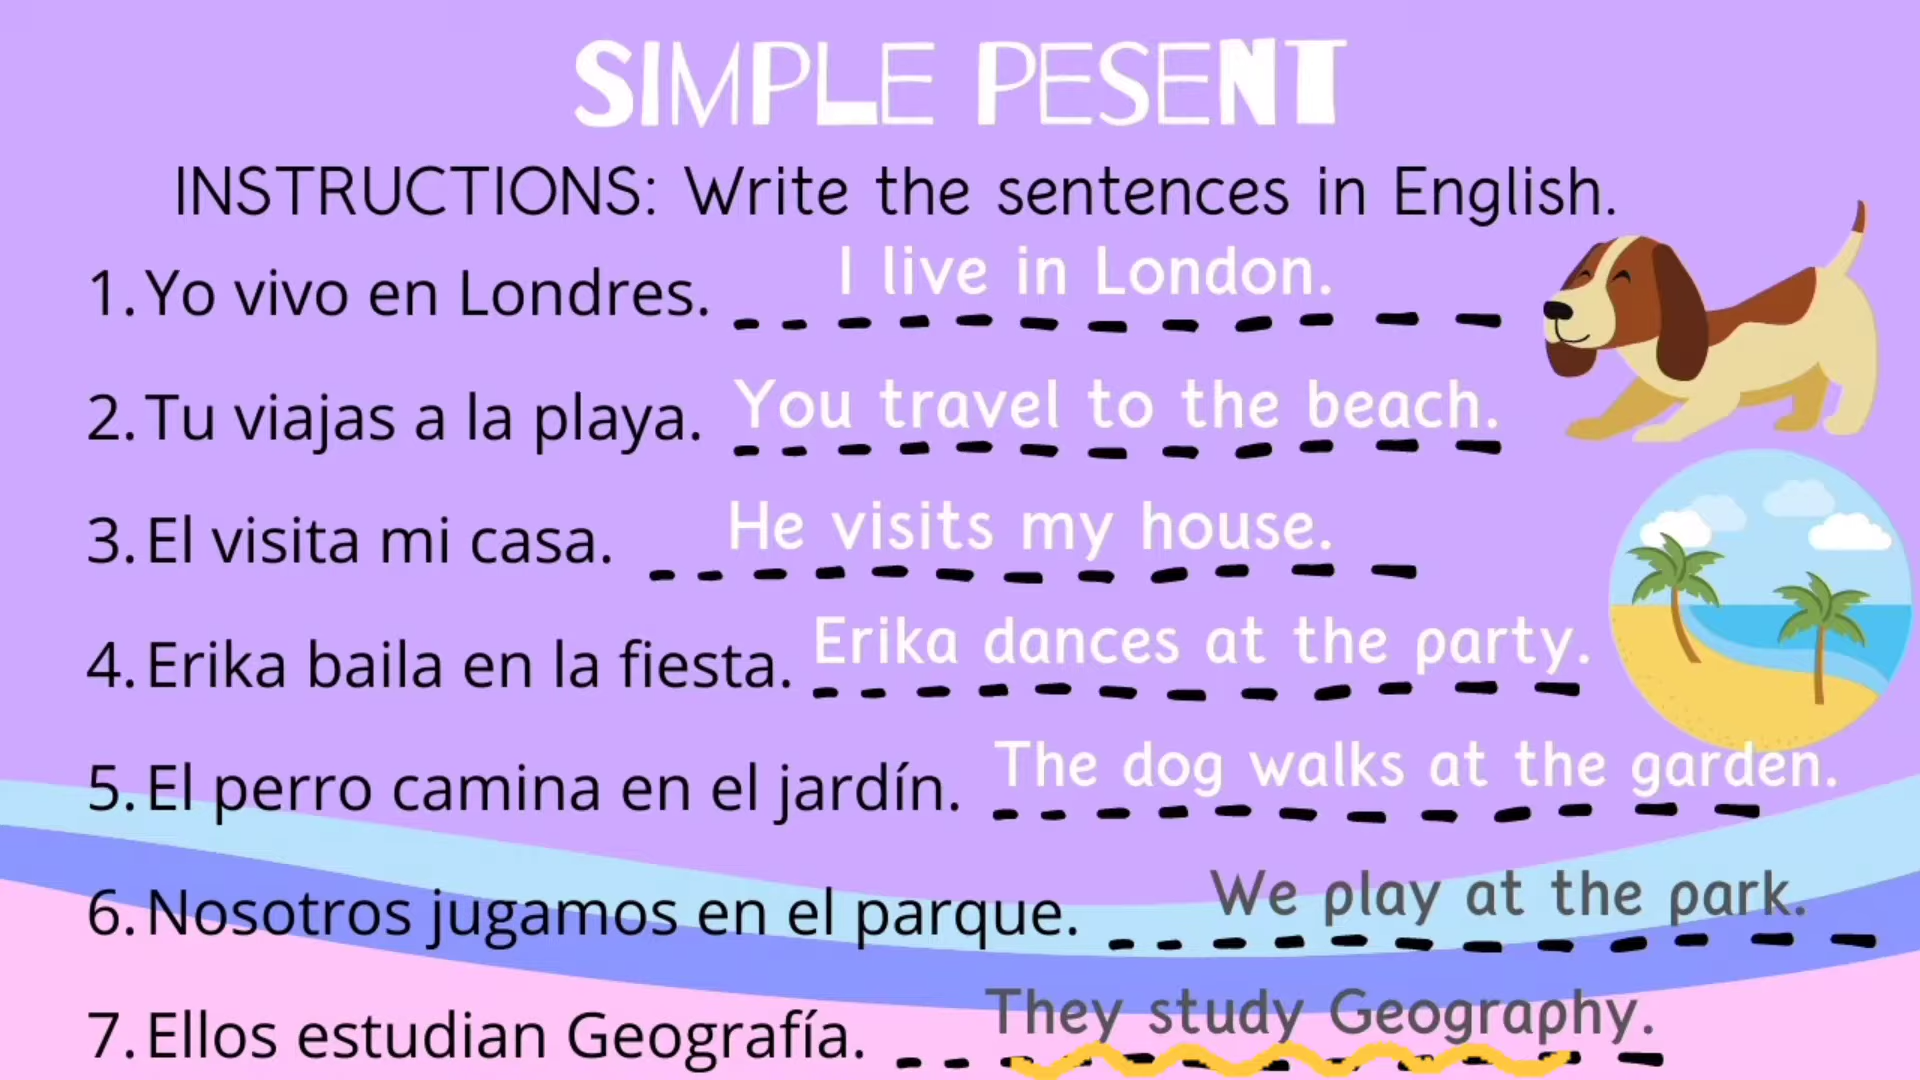 SIMPLE PESENT
INSTRUCTIONS: Write the sentences in English.
1. Yo vivo en Londres. I live in London.
2. Tu viajas a la playa. You travel to the beach.
3. El visita mi casa. He visits my house.
4. Erika baila en la fiesta. Erika dances at the party.
5. El perro camina en el jardín. The dog walks at the garden.
6. Nosotros jugamos en el parque. We play at the park.
7. Ellos estudian Geografía. They study Geography.